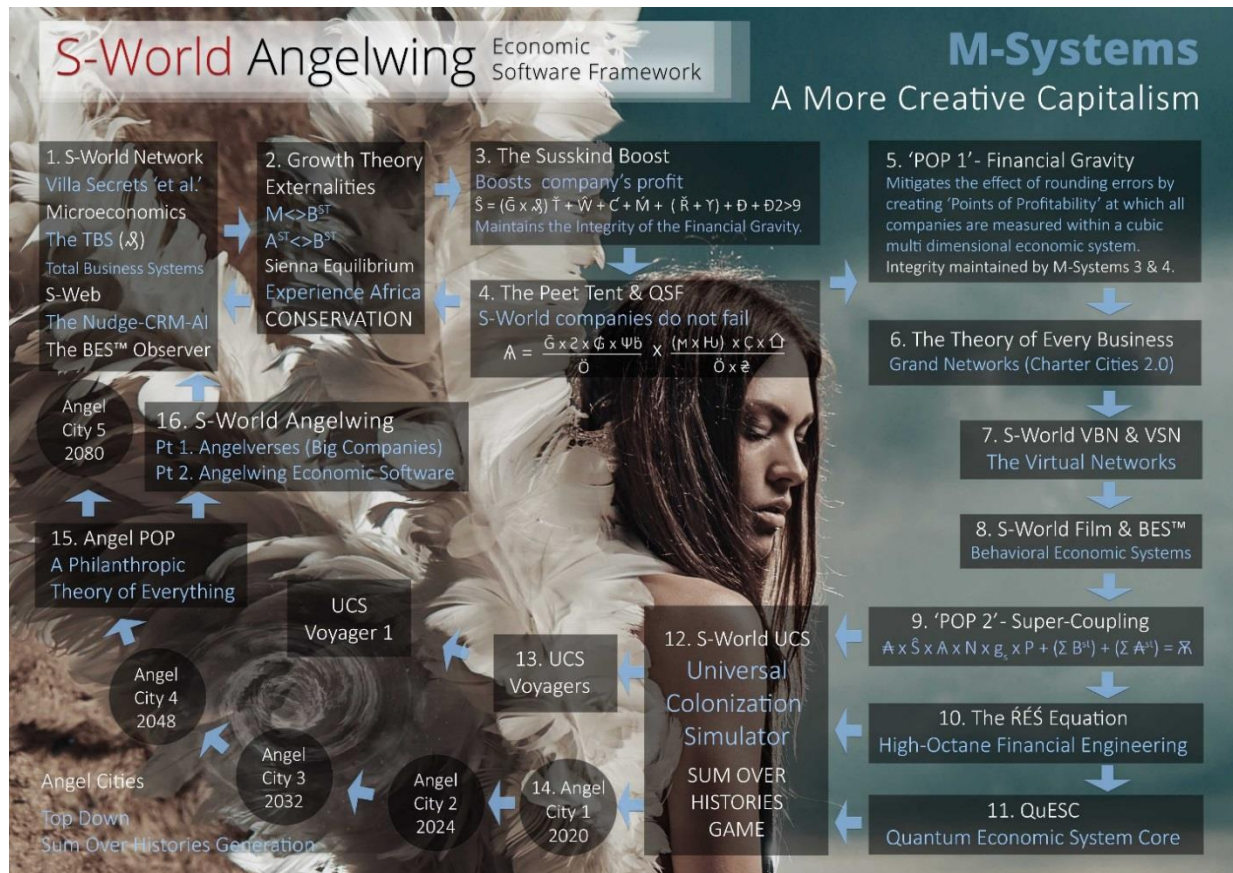 S-World Angelwing Economic
Software Framework
M-Systems
A More Creative Capitalism
1. S-World Network
Villa Secrets ‘et al.’
Microeconomics
The TBS (𝒮)
Total Business Systems
S-Web
The Nudge-CRM-AI
The BES™ Observer
2. Growth Theory
Externalities
M<>Bˢᵀ
Aˢᵀ<>Bˢᵀ
Sienna Equilibrium
Experience Africa
CONSERVATION
3. The Susskind Boost
Boosts company’s profit
Maintains the Integrity of the Financial Gravity.
4. The Peet Tent & QSF
S-World companies do not fail
5. ‘POP 1’- Financial Gravity
Mitigates the effect of rounding errors by
creating ‘Points of Profitability’ at which all
companies are measured within a cubic
multi dimensional economic system.
Integrity maintained by M-Systems 3 & 4.
6. The Theory of Every Business
Grand Networks (Charter Cities 2.0)
7. S-World VBN & VSN
The Virtual Networks
8. S-World Film & BES™
Behavioral Economic Systems
9. ‘POP 2’- Super-Coupling
10. The ŔÉŚ Equation
High-Octane Financial Engineering
11. QuESC
Quantum Economic System Core
12. S-World UCS
Universal
Colonization
Simulator
SUM OVER
HISTORIES
GAME
13. UCS
Voyagers
UCS
Voyager 1
14. Angel
City 1
2020
Angel
City 2
2024
Angel
City 3
2032
Angel
City 4
2048
Angel Cities
Top Down
Sum Over Histories Generation
15. Angel POP
A Philanthropic
Theory of Everything
16. S-World Angelwing
Pt 1. Angelverses (Big Companies)
Pt 2. Angelwing Economic Software
Angel
City 5
2080